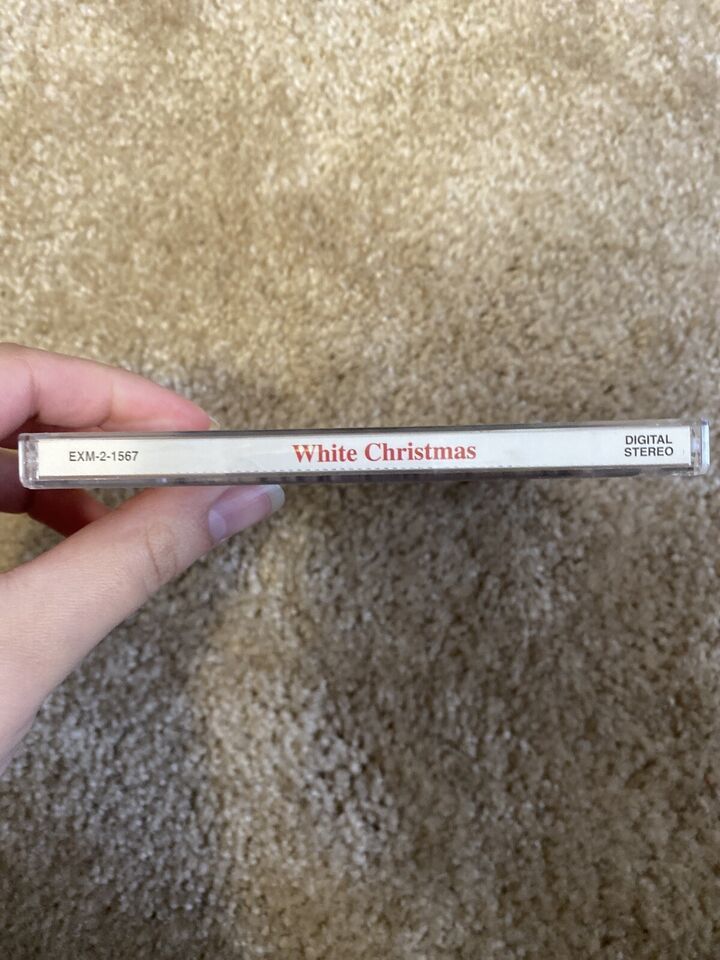 EXM-2-1567
White Christmas
DIGITAL
STEREO